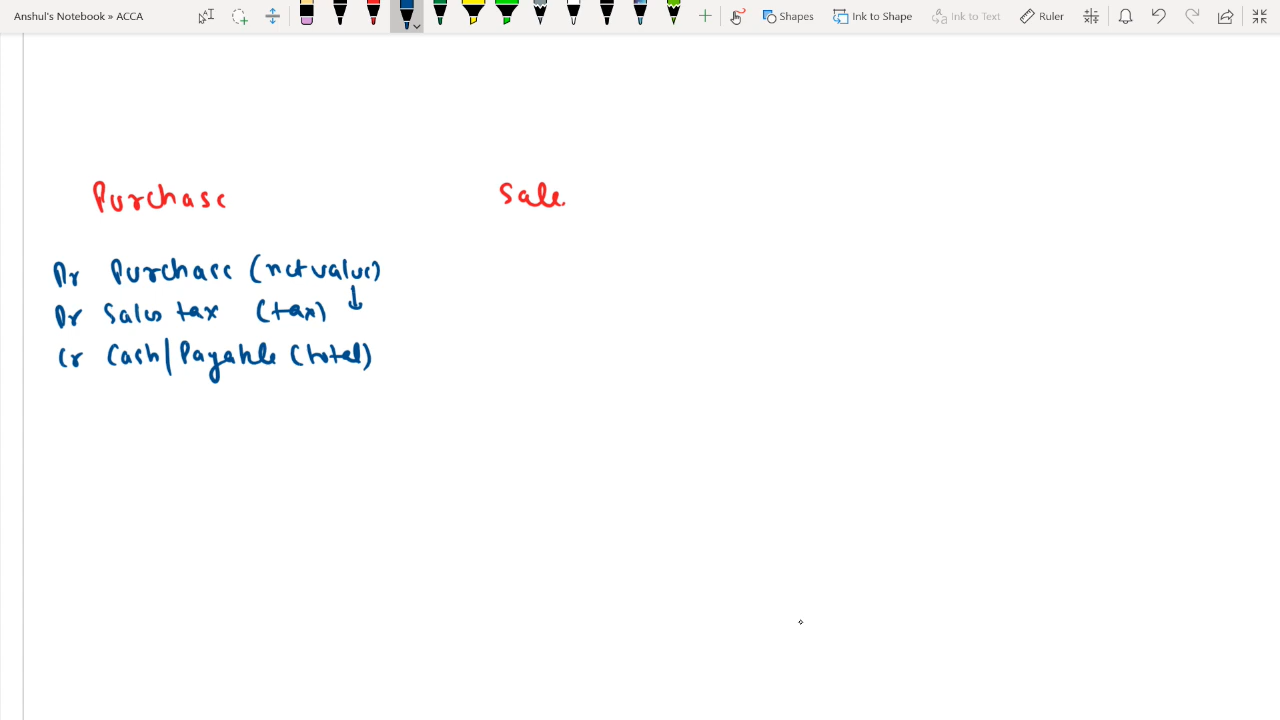 Anshul's Notebook » ACCA
Shapes
Ink to Shape
Ink to Text
Ruler
Purchase
Sale
Dr Purchase (net value)
Dr Sales tax (tax)
Cr Cash/Payable (total)